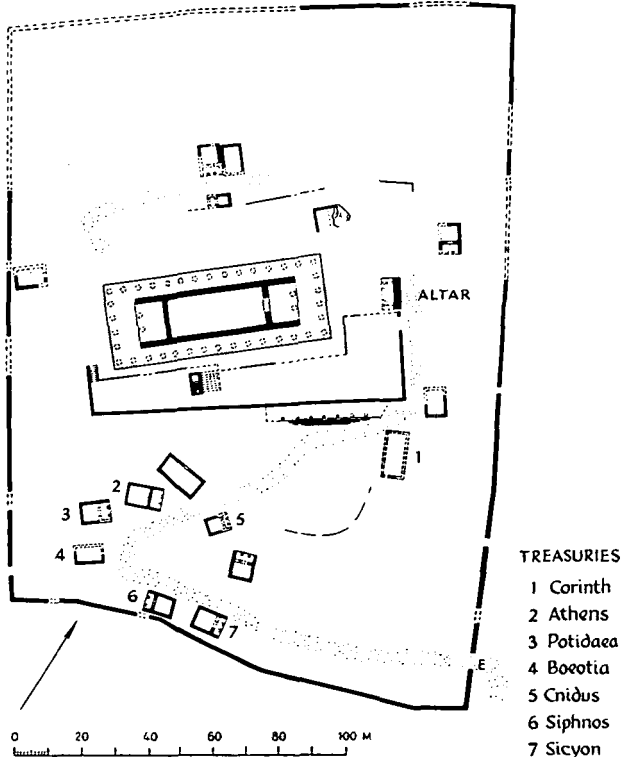 ALTAR
1
2
3
5
4
6
7
E
TREASURIES
1 Corinth
2 Athens
3 Potidaea
4 Boeotia
5 Cnidus
6 Siphnos
7 Sicyon
0 20 40 60 80 100 M